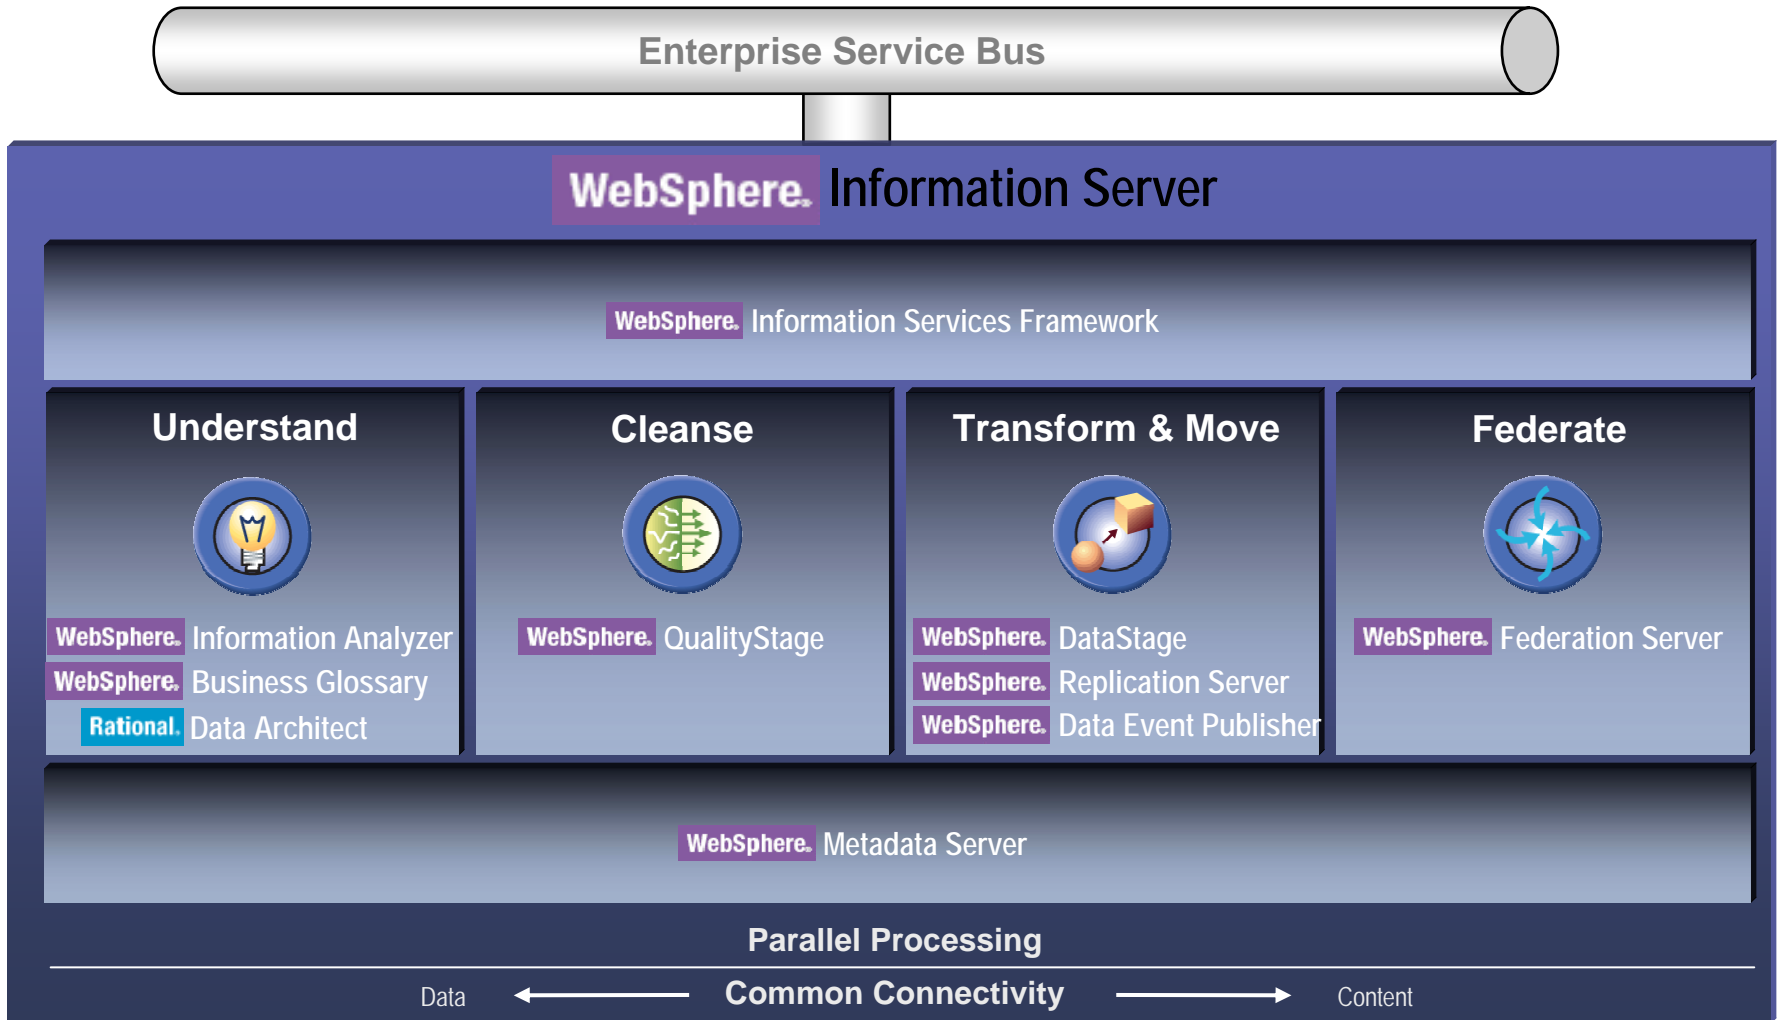 Enterprise Service Bus
WebSphere. Information Server
WebSphere. Information Services Framework
Understand
WebSphere. Information Analyzer
WebSphere. Business Glossary
Rational. Data Architect
Cleanse
WebSphere. QualityStage
Transform & Move
WebSphere. DataStage
WebSphere. Replication Server
WebSphere. Data Event Publisher
Federate
WebSphere. Federation Server
WebSphere. Metadata Server
Parallel Processing
Data Common Connectivity Content